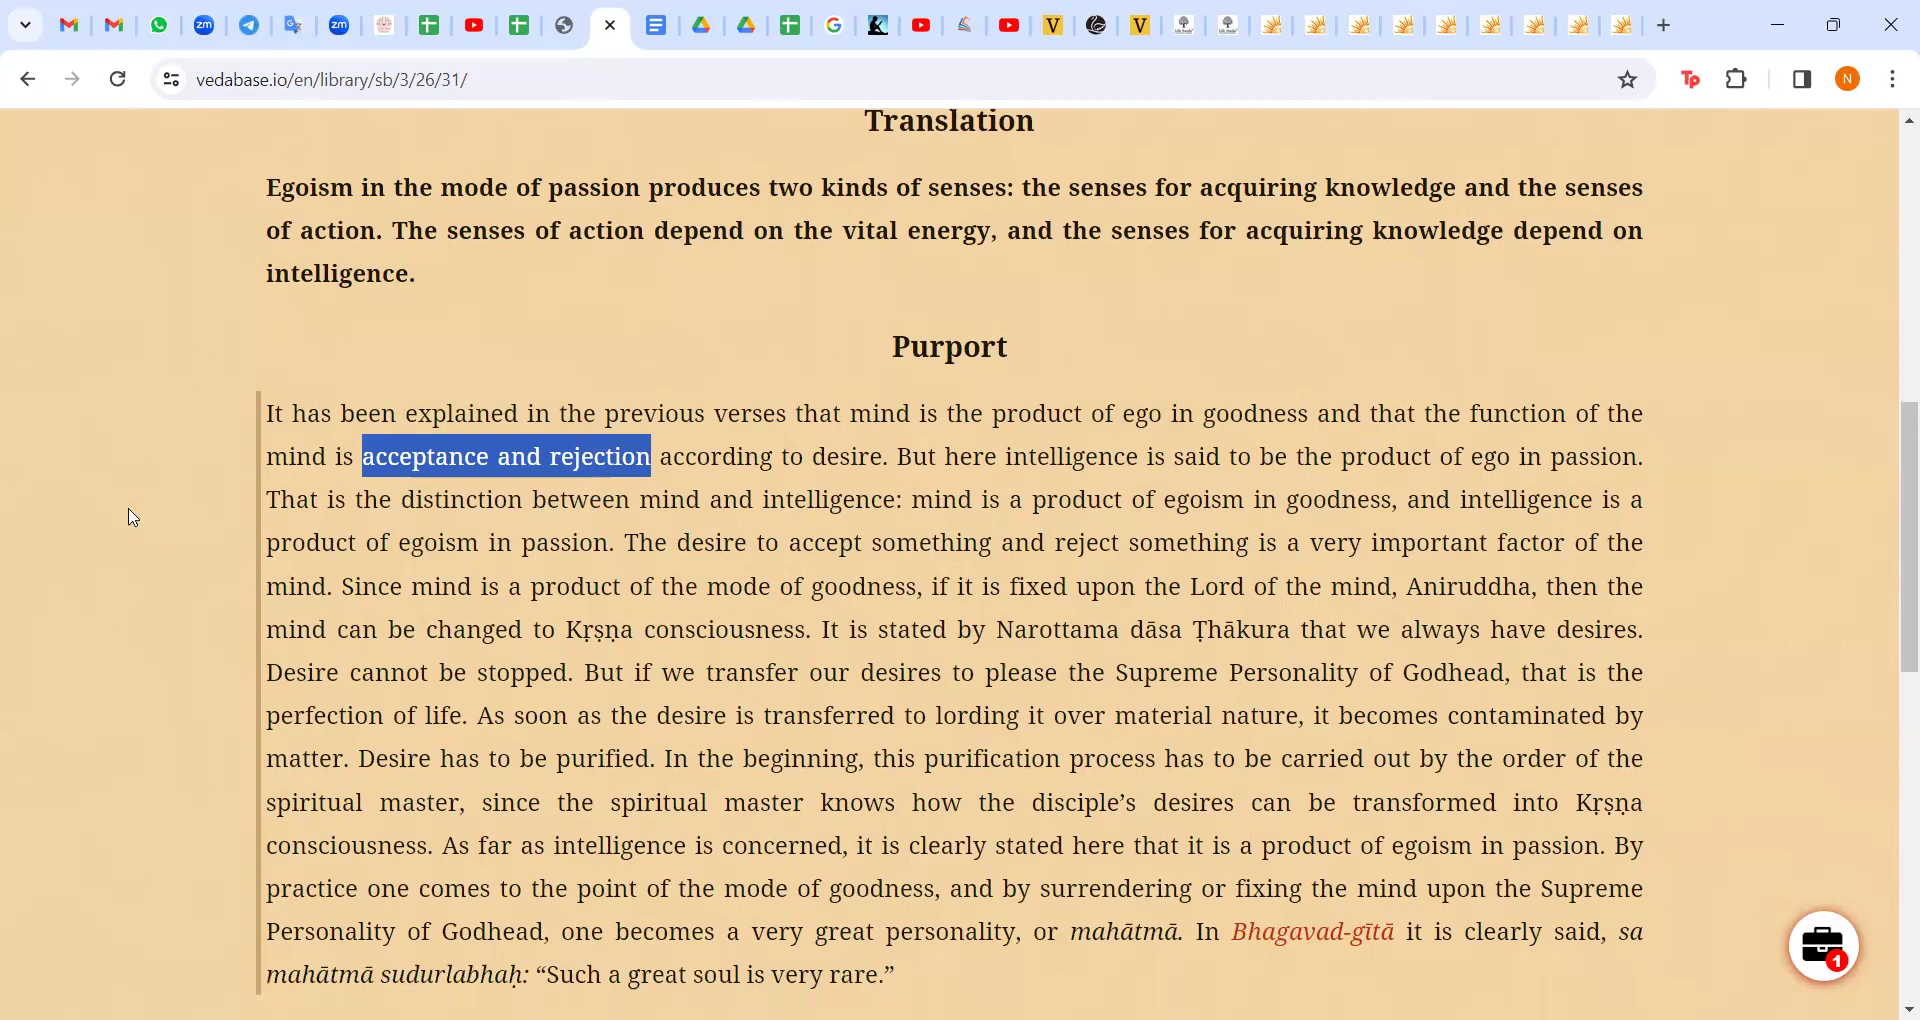 vedabase.io/en/library/sb/3/26/31/
Tp
N
Translation
Egoism in the mode of passion produces two kinds of senses: the senses for acquiring knowledge and the senses
of action. The senses of action depend on the vital energy, and the senses for acquiring knowledge depend on
intelligence.
Purport
It has been explained in the previous verses that mind is the product of ego in goodness and that the function of the
mind is acceptance and rejection according to desire. But here intelligence is said to be the product of ego in passion.
That is the distinction between mind and intelligence: mind is a product of egoism in goodness, and intelligence is a
product of egoism in passion. The desire to accept something and reject something is a very important factor of the
mind. Since mind is a product of the mode of goodness, if it is fixed upon the Lord of the mind, Aniruddha, then the
mind can be changed to Kṛṣṇa consciousness. It is stated by Narottama dāsa Ṭhākura that we always have desires.
Desire cannot be stopped. But if we transfer our desires to please the Supreme Personality of Godhead, that is the
perfection of life. As soon as the desire is transferred to lording it over material nature, it becomes contaminated by
matter. Desire has to be purified. In the beginning, this purification process has to be carried out by the order of the
spiritual master, since the spiritual master knows how the disciple’s desires can be transformed into Kṛṣṇa
consciousness. As far as intelligence is concerned, it is clearly stated here that it is a product of egoism in passion. By
practice one comes to the point of the mode of goodness, and by surrendering or fixing the mind upon the Supreme
Personality of Godhead, one becomes a very great personality, or mahātmā. In Bhagavad-gītā it is clearly said, sa
mahātmā sudurlabhaḥ: “Such a great soul is very rare.”
1